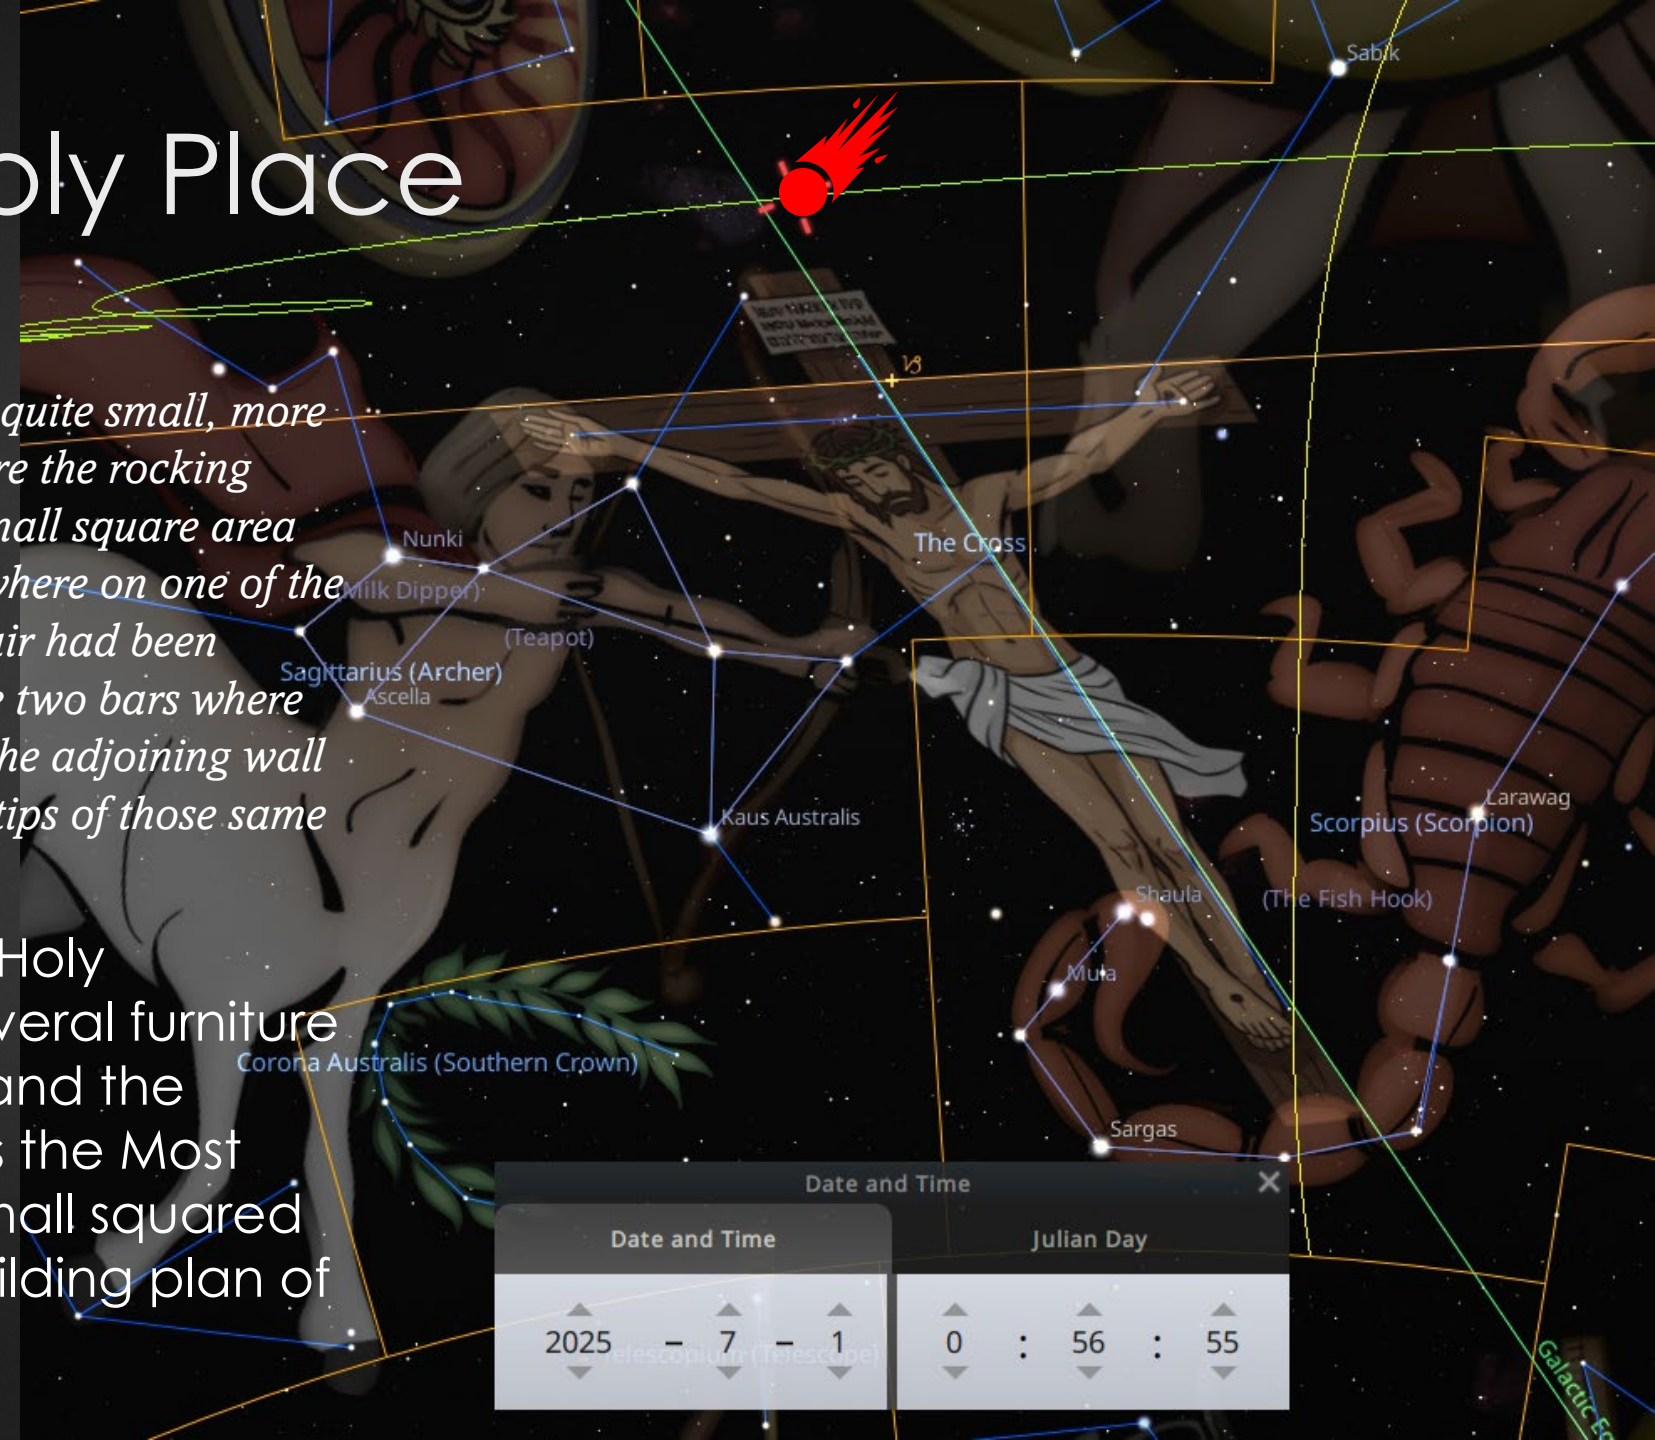 oly Place
quite small, more
re the rocking
nall square area
where on one of the
air had been
e two bars where
he adjoining wall
tips of those same
Holy
veral furniture
and the
s the Most
nall squared
ilding plan of
Sabik
♑
The Cross
Nunki
Milk Dipper)
(Teapot)
Sagittarius (Archer)
Ascella
Kaus Australis
Larawag
Scorpius (Scorpion)
Shaula
(The Fish Hook)
Mula
Corona Australis (Southern Crown)
Sargas
Date and Time
Date and Time
Julian Day
2025 – 7 – 1
0 : 56 : 55
Telescopium (Telescope)
Galactic Eq